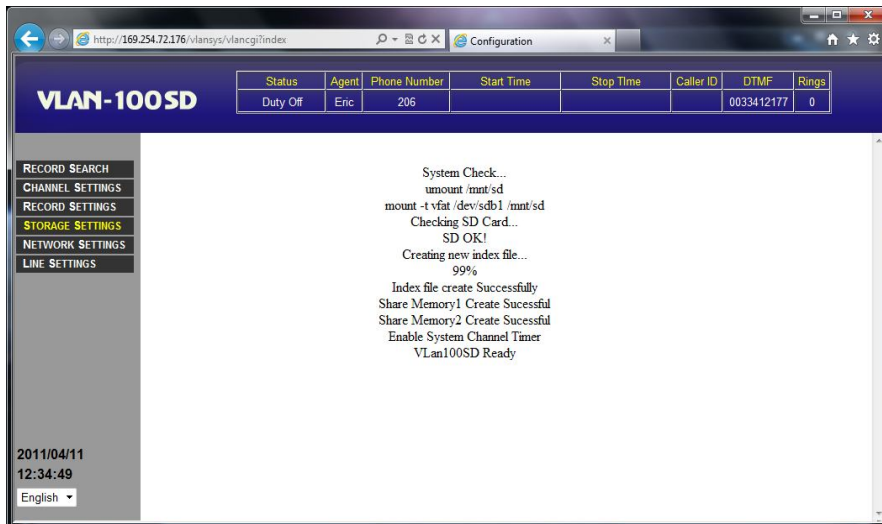 http://169.254.72.176/vlansys/vlancgi?index
Configuration
VLAN-100SD
Status Agent Phone Number Start Time Stop TIme Caller ID DTMF Rings
Duty Off Eric 206 0033412177 0
RECORD SEARCH
CHANNEL SETTINGS
RECORD SETTINGS
STORAGE SETTINGS
NETWORK SETTINGS
LINE SETTINGS
System Check...
umount /mnt/sd
mount -t vfat /dev/sdb1 /mnt/sd
Checking SD Card...
SD OK!
Creating new index file...
99%
Index file create Successfully
Share Memory1 Create Sucessful
Share Memory2 Create Sucessful
Enable System Channel Timer
VLan100SD Ready
2011/04/11
12:34:49
English